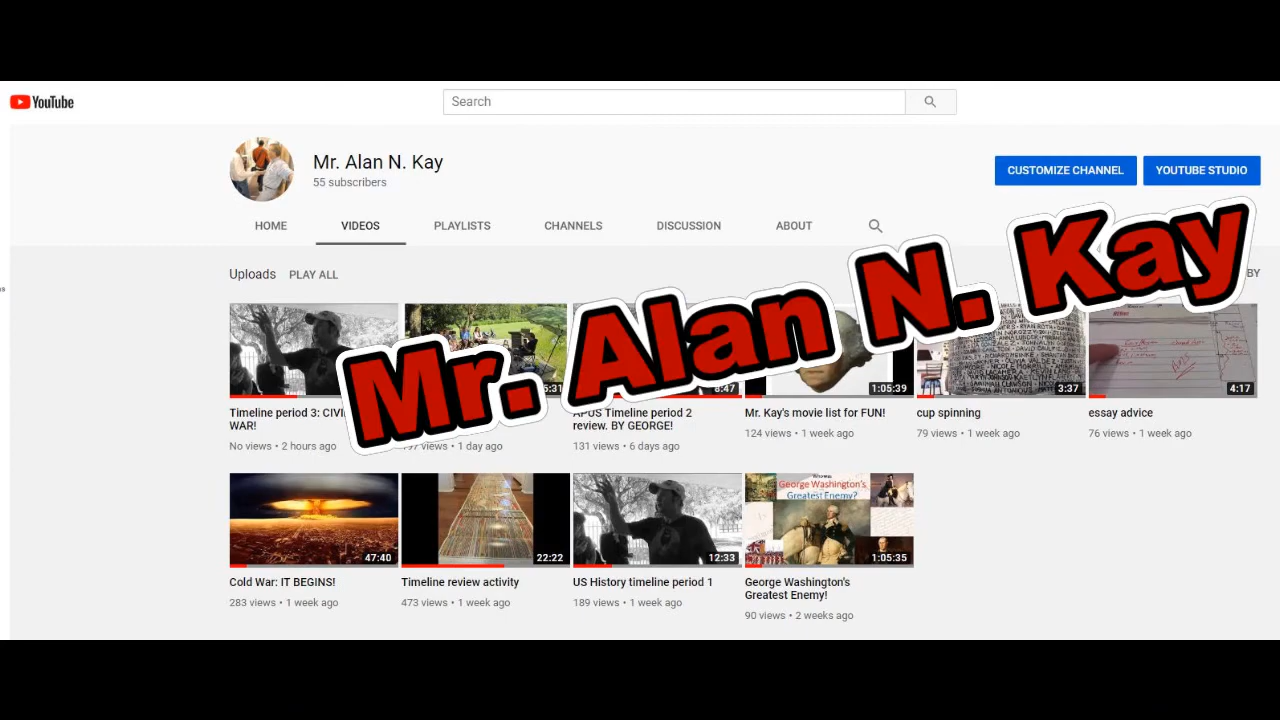 YouTube
Search
Mr. Alan N. Kay
55 subscribers
CUSTOMIZE CHANNEL
YOUTUBE STUDIO
HOME
VIDEOS
PLAYLISTS
CHANNELS
DISCUSSION
ABOUT
Uploads PLAY ALL
BY
Mr. Alan N. Kay
8:47
1:05:39
3:37
4:17
Timeline period 3: CIVI
WAR!
No views • 2 hours ago
views • 1 day ago
APUS Timeline period 2
review. BY GEORGE!
131 views • 6 days ago
Mr. Kay's movie list for FUN!
124 views • 1 week ago
cup spinning
79 views • 1 week ago
essay advice
76 views • 1 week ago
47:40
22:22
12:33
George Washington's
Greatest Enemy?
1:05:35
Cold War: IT BEGINS!
283 views • 1 week ago
Timeline review activity
473 views • 1 week ago
US History timeline period 1
189 views • 1 week ago
George Washington's
Greatest Enemy!
90 views • 2 weeks ago